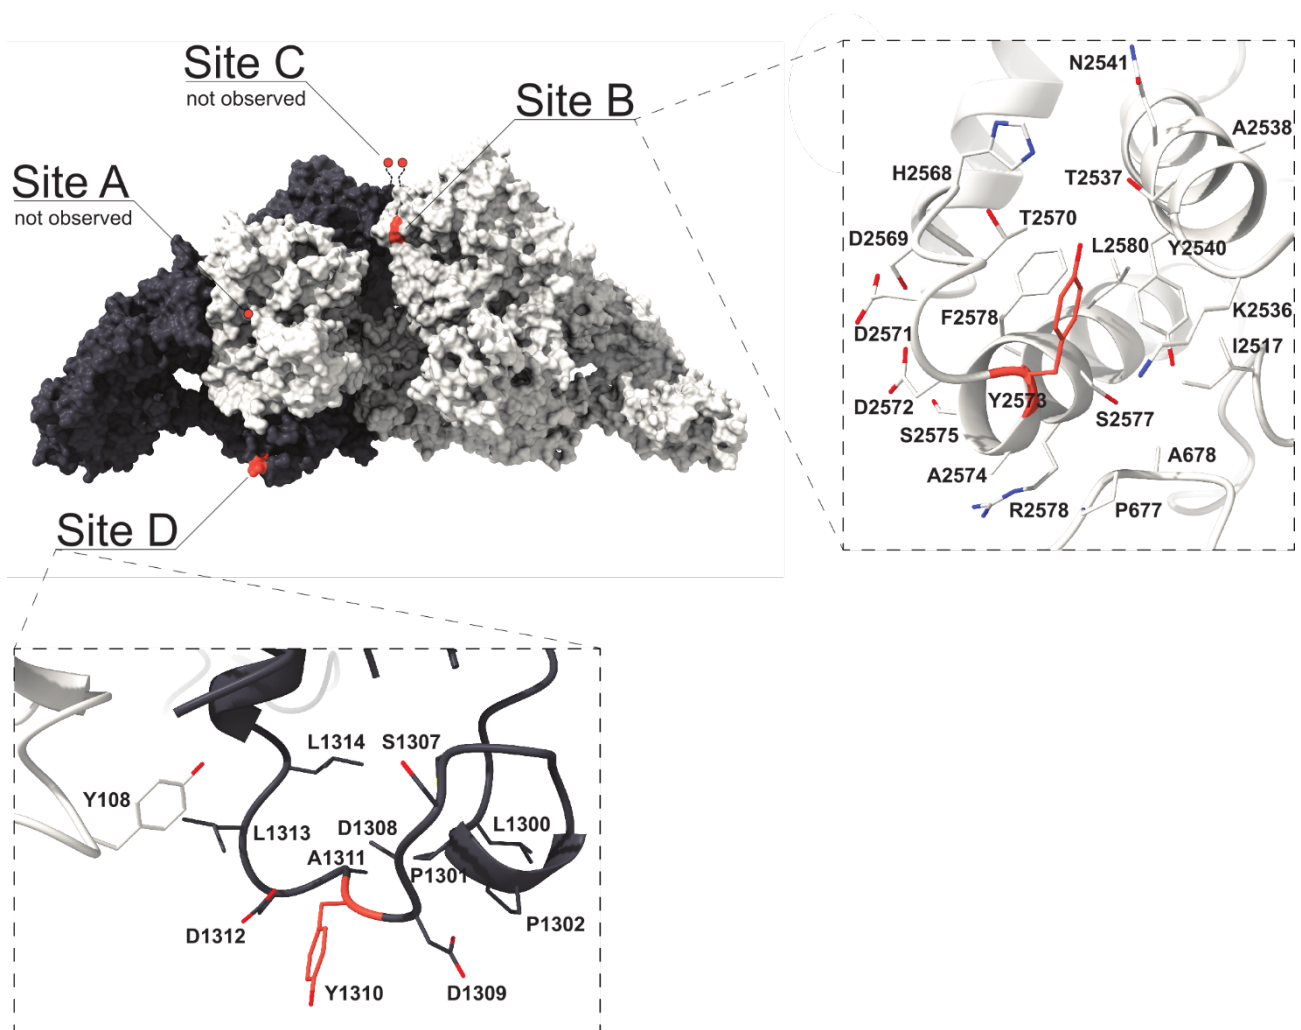 Site C
not observed
Site B
Site A
not observed
Site D
N2541
A2538
H2568
T2537
T2570
D2569
L2580
Y2540
K2536
F2578
D2571
I2517
D2572
Y2573
S2577
S2575
A678
A2574
R2578
P677
L1314
S1307
Y108
L1313
D1308
L1300
A1311
P1301
P1302
D1312
Y1310
D1309